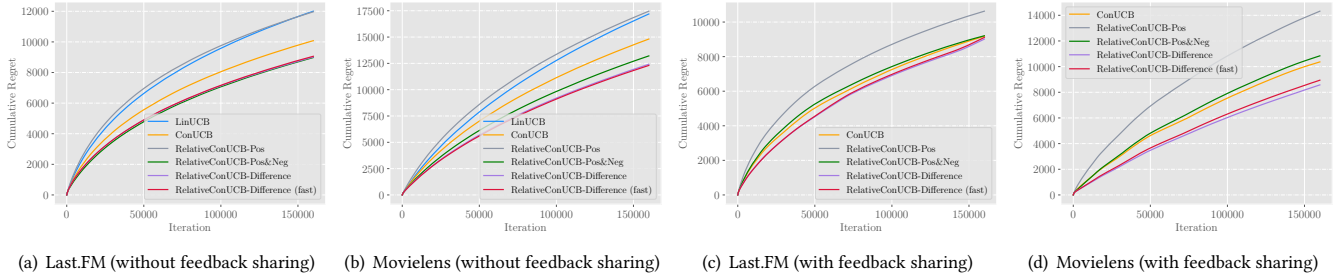 Cumulative Regret
12000
10000
8000
6000
4000
2000
0
LinUCB
ConUCB
RelativeConUCB-Pos
RelativeConUCB-Pos&Neg
RelativeConUCB-Difference
RelativeConUCB-Difference (fast)
0 50000 100000 150000
Iteration
(a) Last.FM (without feedback sharing)
Cumulative Regret
17500
15000
12500
10000
7500
5000
2500
0
LinUCB
ConUCB
RelativeConUCB-Pos
RelativeConUCB-Pos&Neg
RelativeConUCB-Difference
RelativeConUCB-Difference (fast)
0 50000 100000 150000
Iteration
(b) Movielens (without feedback sharing)
Cumulative Regret
10000
8000
6000
4000
2000
0
ConUCB
RelativeConUCB-Pos
RelativeConUCB-Pos&Neg
RelativeConUCB-Difference
RelativeConUCB-Difference (fast)
0 50000 100000 150000
Iteration
(c) Last.FM (with feedback sharing)
Cumulative Regret
14000
12000
10000
8000
6000
4000
2000
0
ConUCB
RelativeConUCB-Pos
RelativeConUCB-Pos&Neg
RelativeConUCB-Difference
RelativeConUCB-Difference (fast)
0 50000 100000 150000
Iteration
(d) Movielens (with feedback sharing)